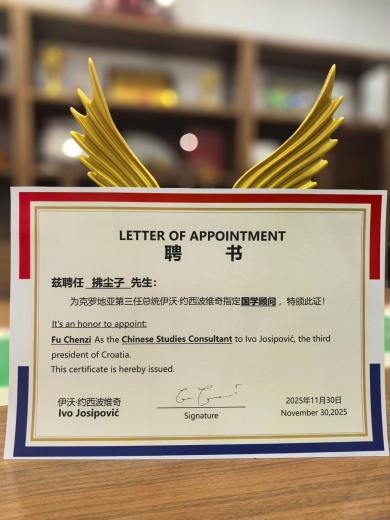 LETTER OF APPOINTMENT
聘 书
兹聘任 拂尘子 先生：
为克罗地亚第三任总统伊沃·约西波维奇指定国学顾问，特颁此证！
It's an honor to appoint:
Fu Chenzi As the Chinese Studies Consultant to Ivo Josipović, the third
president of Croatia.
This certificate is hereby issued.
伊沃·约西波维奇
Ivo Josipović
Signature
2025年11月30日
November 30,2025